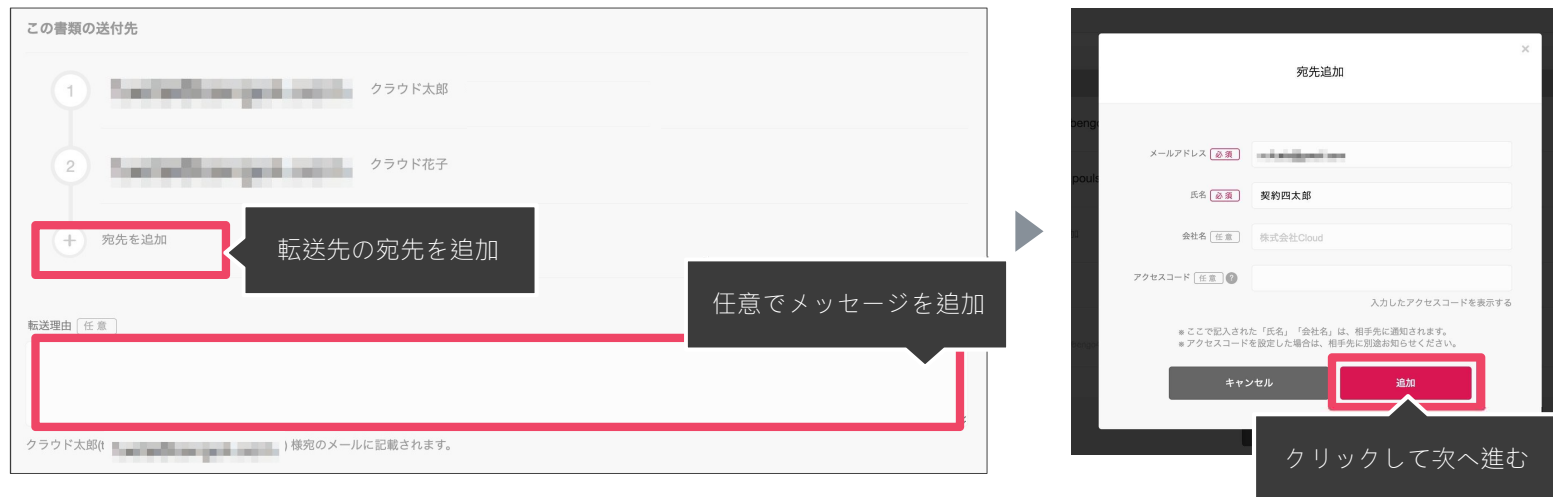 この書類の送付先
1
クラウド太郎
2
クラウド花子
+ 宛先を追加
転送先の宛先を追加
任意でメッセージを追加
転送理由 任意
クラウド太郎(t
) 様宛のメールに記載されます。
×
宛先追加
メールアドレス 必須
氏名 必須 契約四太郎
会社名 任意 株式会社Cloud
アクセスコード 任意 ?
入力したアクセスコードを表示する
※ ここで記入された「氏名」「会社名」は、相手先に通知されます。
※ アクセスコードを設定した場合は、相手先に別途お知らせください。
キャンセル 追加
クリックして次へ進む